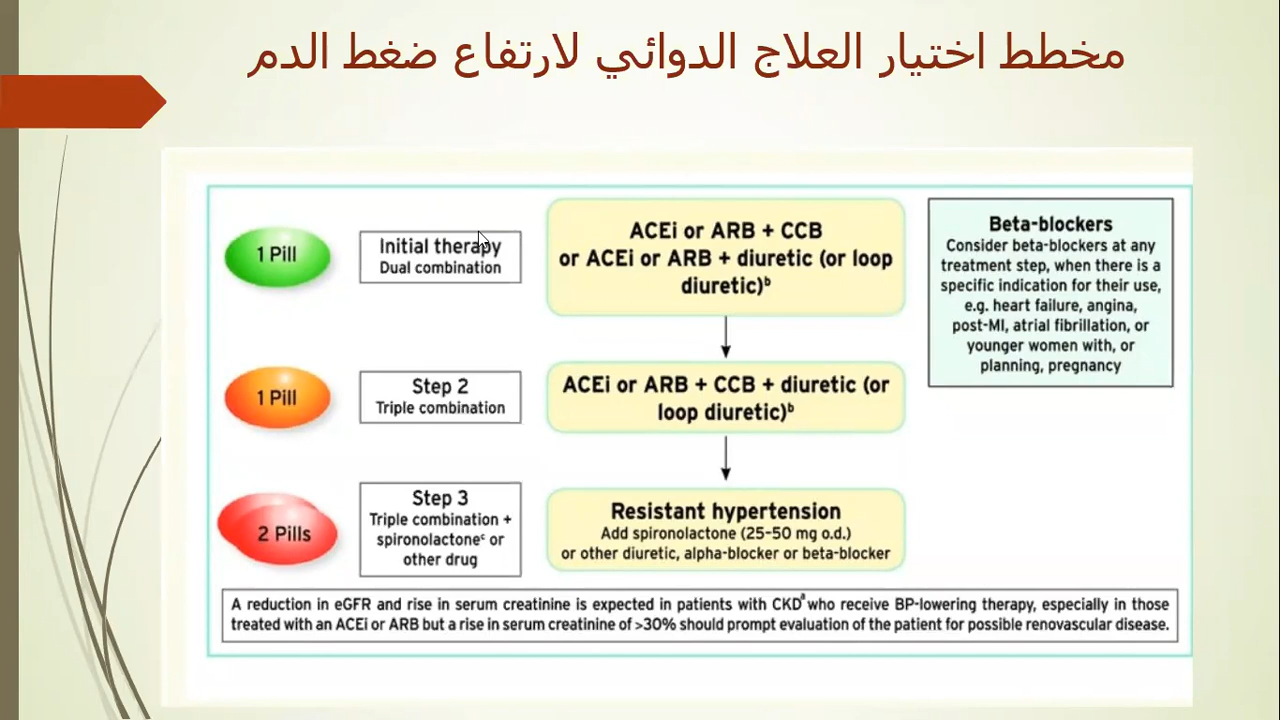 مخطط اختيار العلاج الدوائي لارتفاع ضغط الدم
1 Pill
Initial therapy
Dual combination
ACEi or ARB + CCB
or ACEi or ARB + diuretic (or loop
diuretic)ᵇ
Beta-blockers
Consider beta-blockers at any
treatment step, when there is a
specific indication for their use,
e.g. heart failure, angina,
post-MI, atrial fibrillation, or
younger women with, or
planning, pregnancy
1 Pill
Step 2
Triple combination
ACEi or ARB + CCB + diuretic (or
loop diuretic)ᵇ
2 Pills
Step 3
Triple combination +
spironolactoneᶜ or
other drug
Resistant hypertension
Add spironolactone (25–50 mg o.d.)
or other diuretic, alpha-blocker or beta-blocker
A reduction in eGFR and rise in serum creatinine is expected in patients with CKDᵃ who receive BP-lowering therapy, especially in those
treated with an ACEi or ARB but a rise in serum creatinine of >30% should prompt evaluation of the patient for possible renovascular disease.